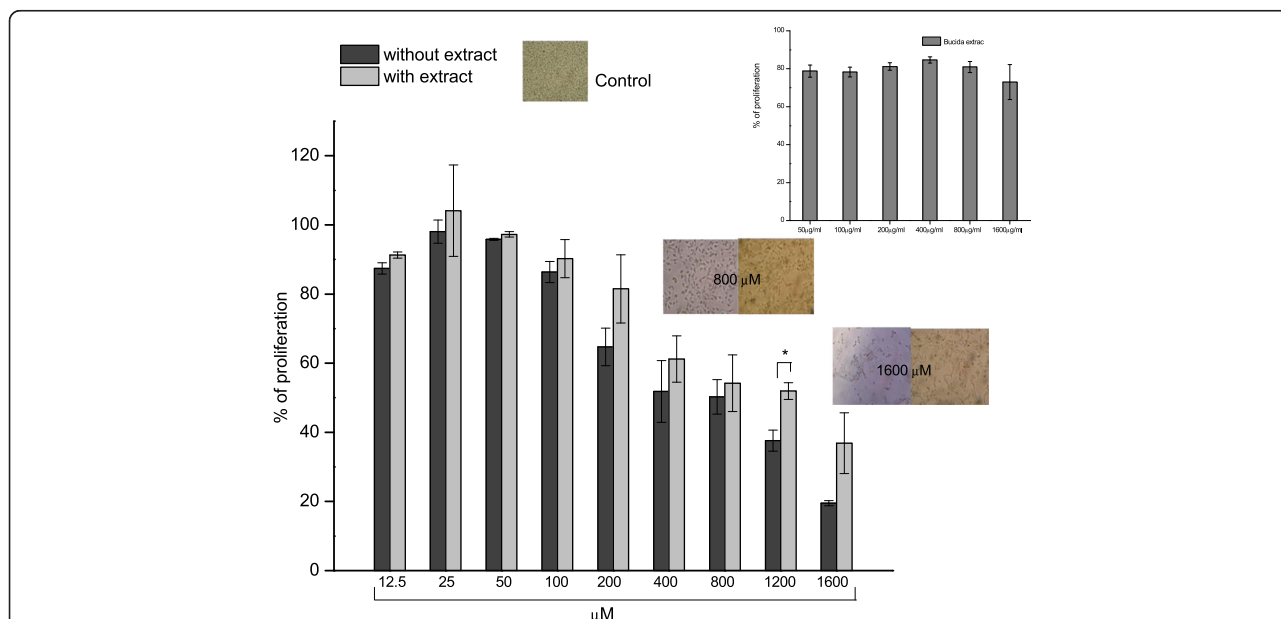 without extract
with extract
Control
% of proliferation
120
100
80
60
40
20
0
12.5 25 50 100 200 400 800 1200 1600
μM
800 μM
*
1600 μM
Bucida extrac
% of proliferation
100
80
60
40
20
0
50μg/ml 100μg/ml 200μg/ml 400μg/ml 800μg/ml 1600μg/ml